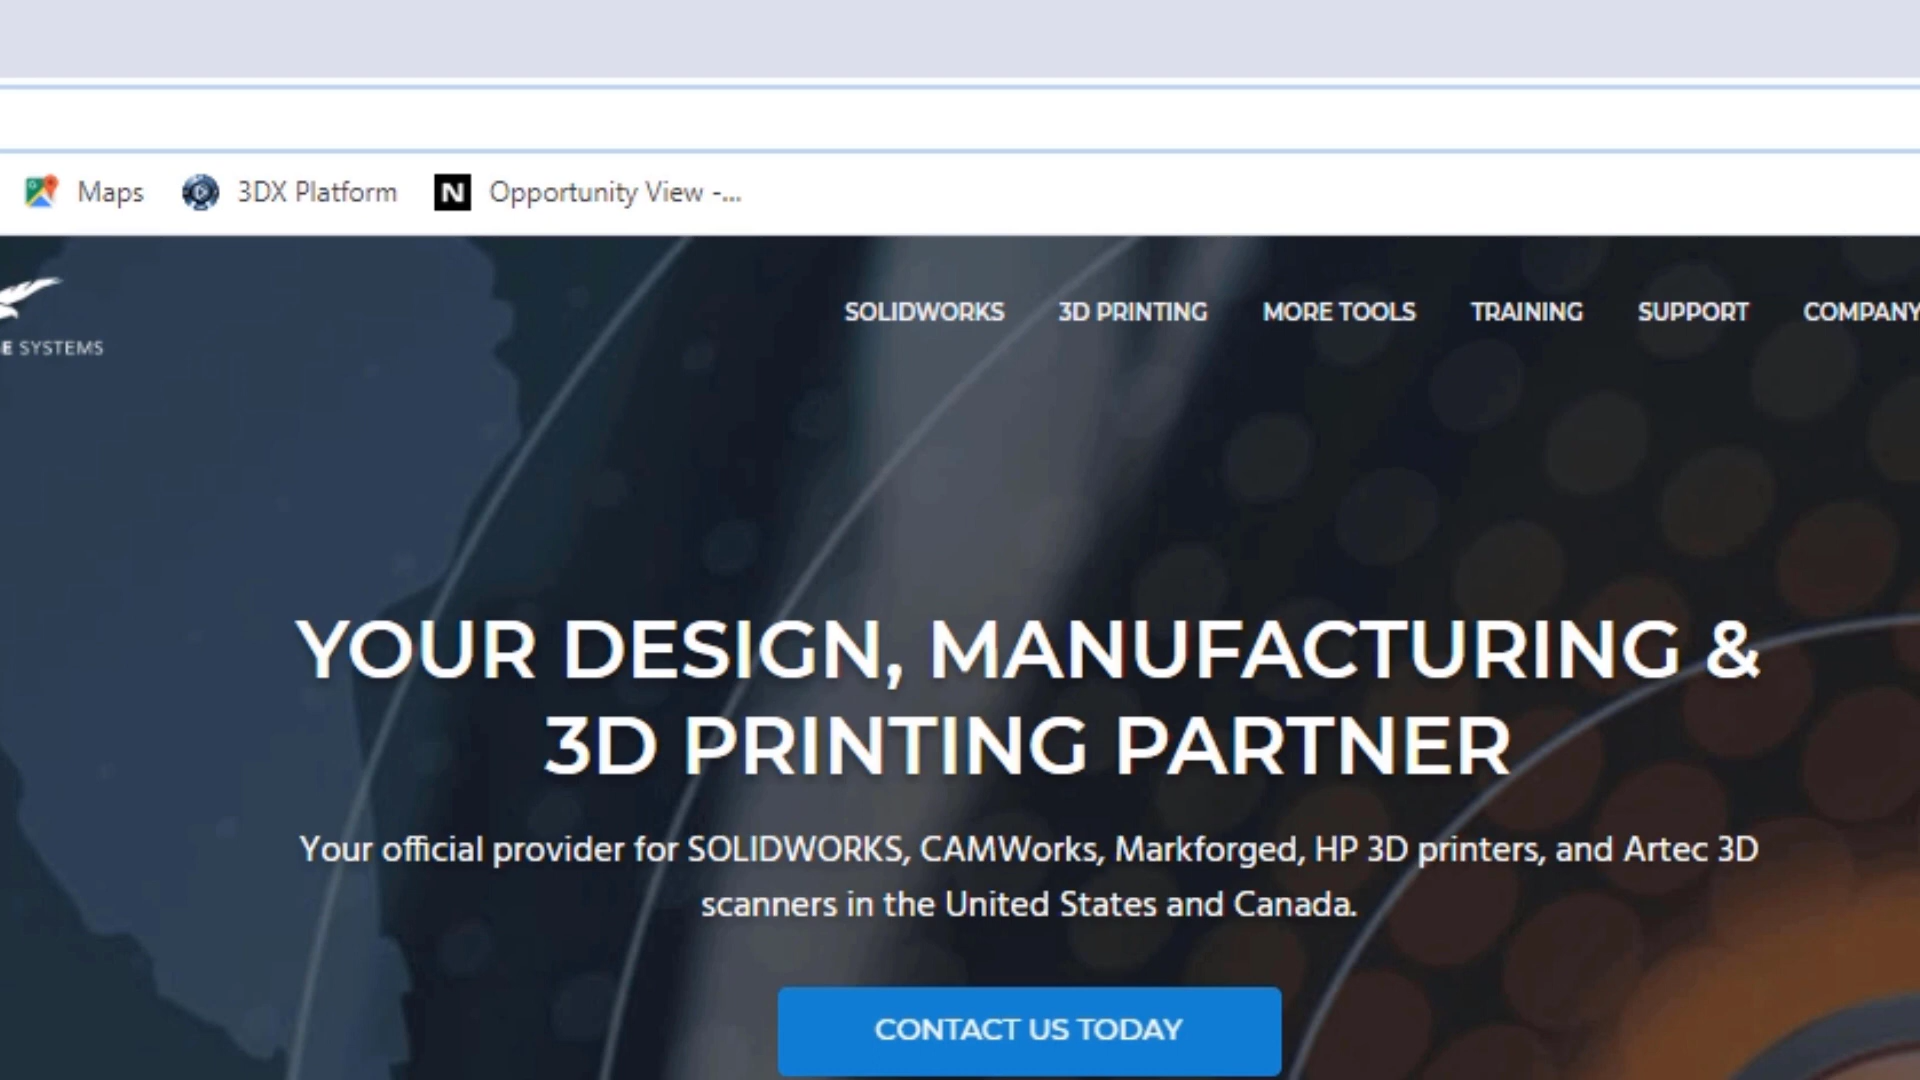 Maps 3DX Platform N Opportunity View -...
SOLIDWORKS 3D PRINTING MORE TOOLS TRAINING SUPPORT COMPANY
E SYSTEMS
YOUR DESIGN, MANUFACTURING &
3D PRINTING PARTNER
Your official provider for SOLIDWORKS, CAMWorks, Markforged, HP 3D printers, and Artec 3D
scanners in the United States and Canada.
CONTACT US TODAY